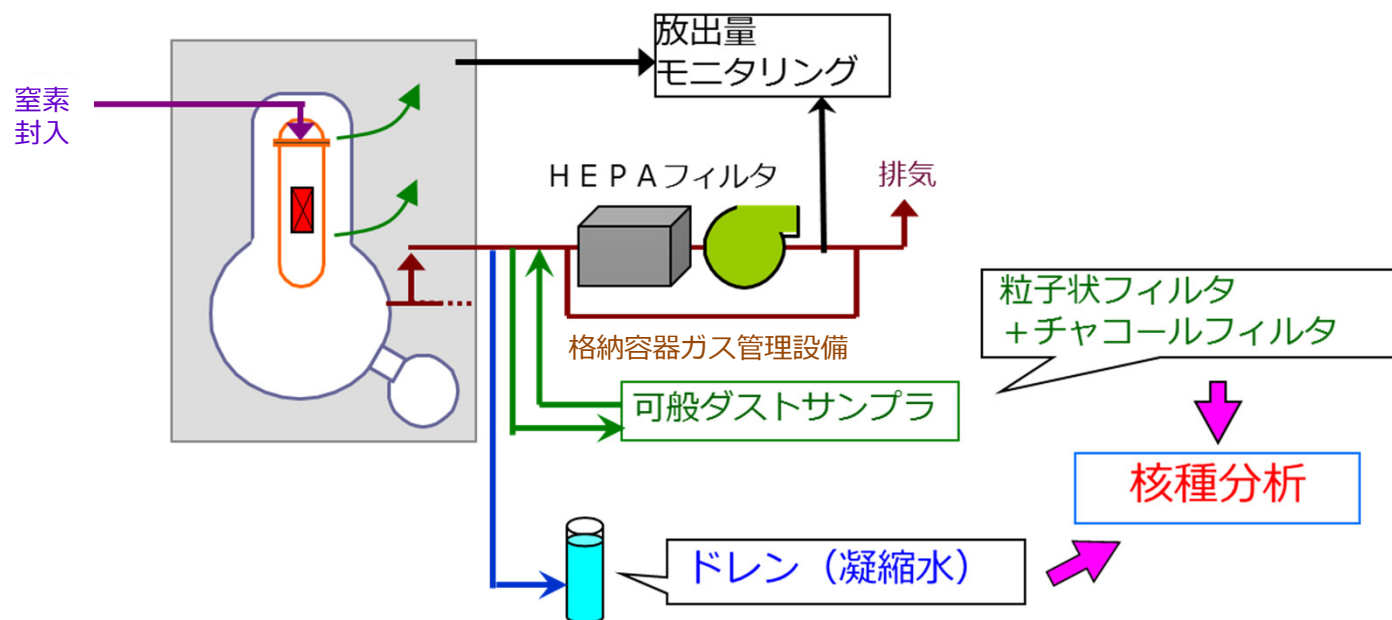 放出量
モニタリング
窒素
封入
ＨＥＰＡフィルタ
排気
粒子状フィルタ
＋チャコールフィルタ
格納容器ガス管理設備
可般ダストサンプラ
核種分析
ドレン（凝縮水）